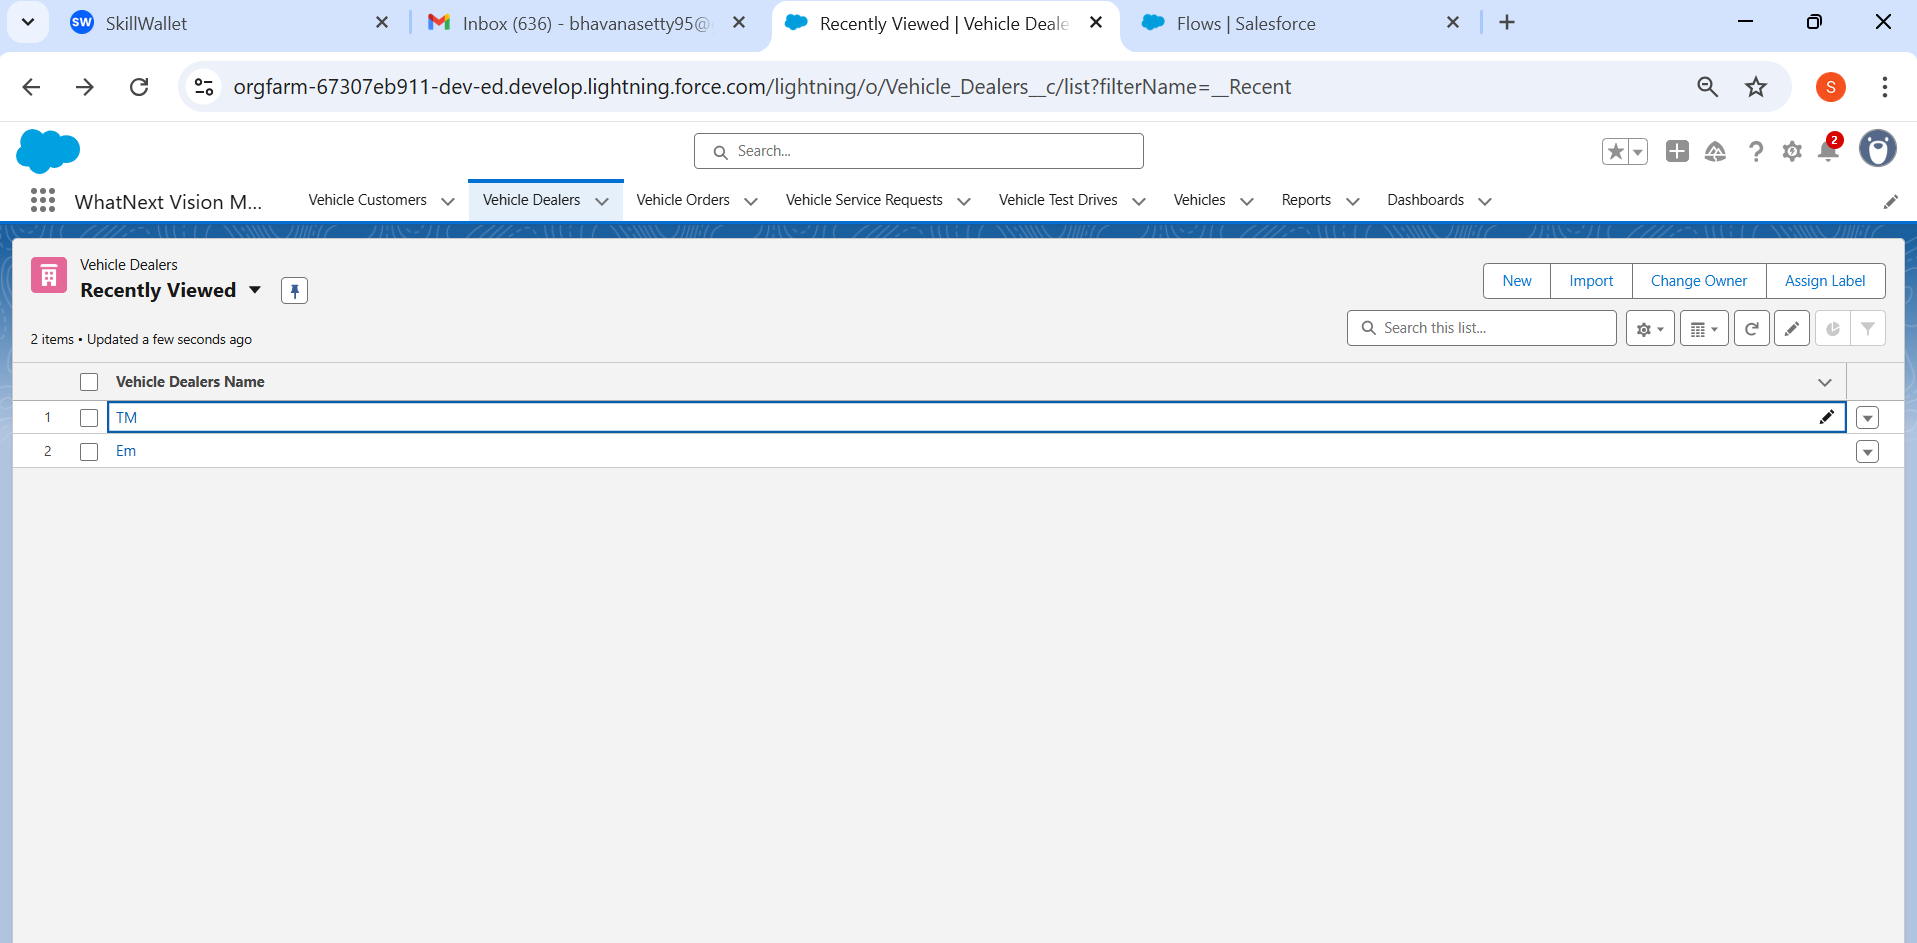 SW SkillWallet
Inbox (636) - bhavanasetty95@
Recently Viewed | Vehicle Deale
Flows | Salesforce
orgfarm-67307eb911-dev-ed.develop.lightning.force.com/lightning/o/Vehicle_Dealers__c/list?filterName=__Recent
S
Search...
2
WhatNext Vision M...
Vehicle Customers
Vehicle Dealers
Vehicle Orders
Vehicle Service Requests
Vehicle Test Drives
Vehicles
Reports
Dashboards
Vehicle Dealers
Recently Viewed
New
Import
Change Owner
Assign Label
2 items • Updated a few seconds ago
Search this list...
Vehicle Dealers Name
1 TM
2 Em